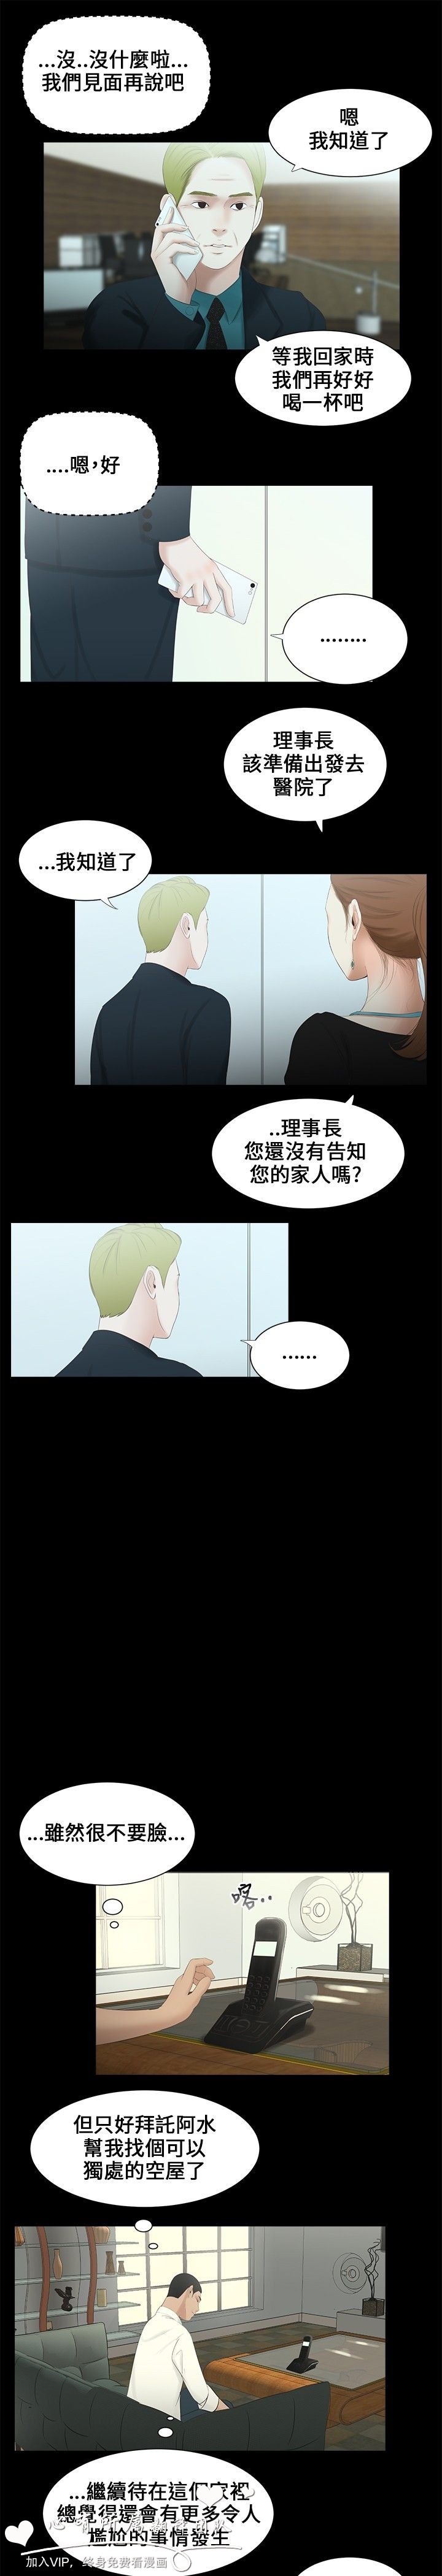 ...沒..沒什麼啦...
我們見面再說吧
嗯
我知道了
等我回家時
我們再好好
喝一杯吧
....嗯,好
........
理事長
該準備出發去
醫院了
...我知道了
..理事長
您還沒有告知
您的家人嗎?
......
...雖然很不要臉...
喀..
但只好拜託阿水
幫我找個可以
獨處的空屋了
...繼續待在這個家裡
總覺得還會有更多令人
尷尬的事情發生
加入VIP，终身免费看漫画